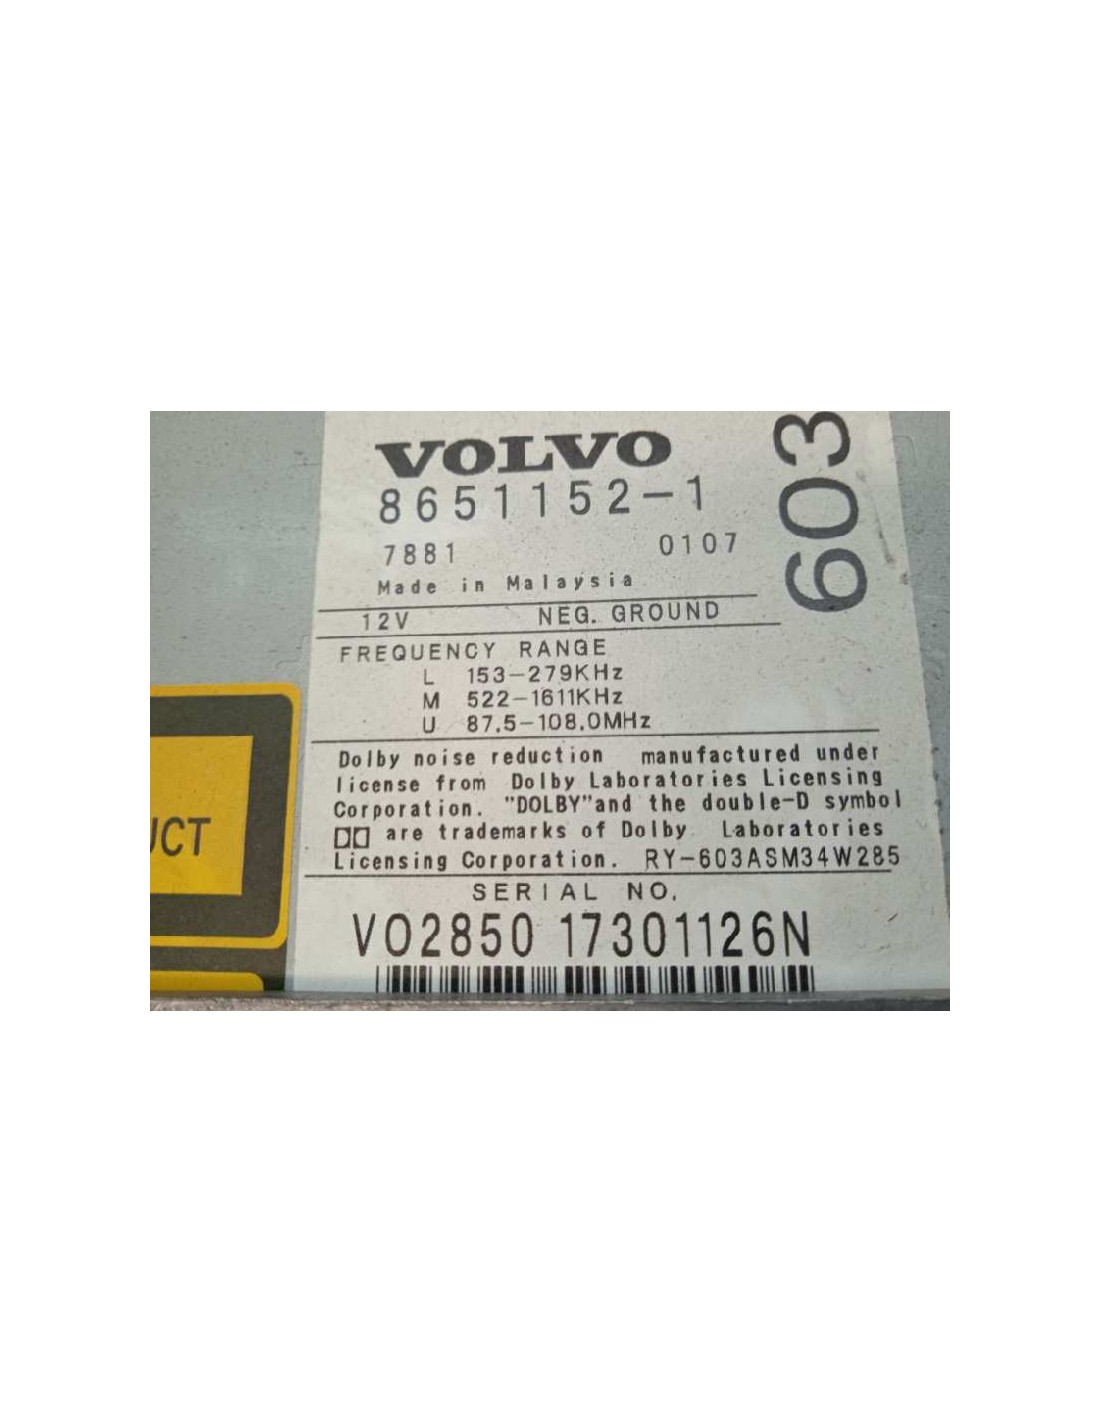 VOLVO
8651152-1
7881 0107
Made in Malaysia
603
12V NEG. GROUND
FREQUENCY RANGE
L 153-279KHz
M 522-1611KHz
U 87.5-108.0MHz
Dolby noise reduction manufactured under
license from Dolby Laboratories Licensing
Corporation. "DOLBY"and the double-D symbol
are trademarks of Dolby Laboratories
Licensing Corporation. RY-603ASM34W285
SERIAL NO.
VO2850 17301126N